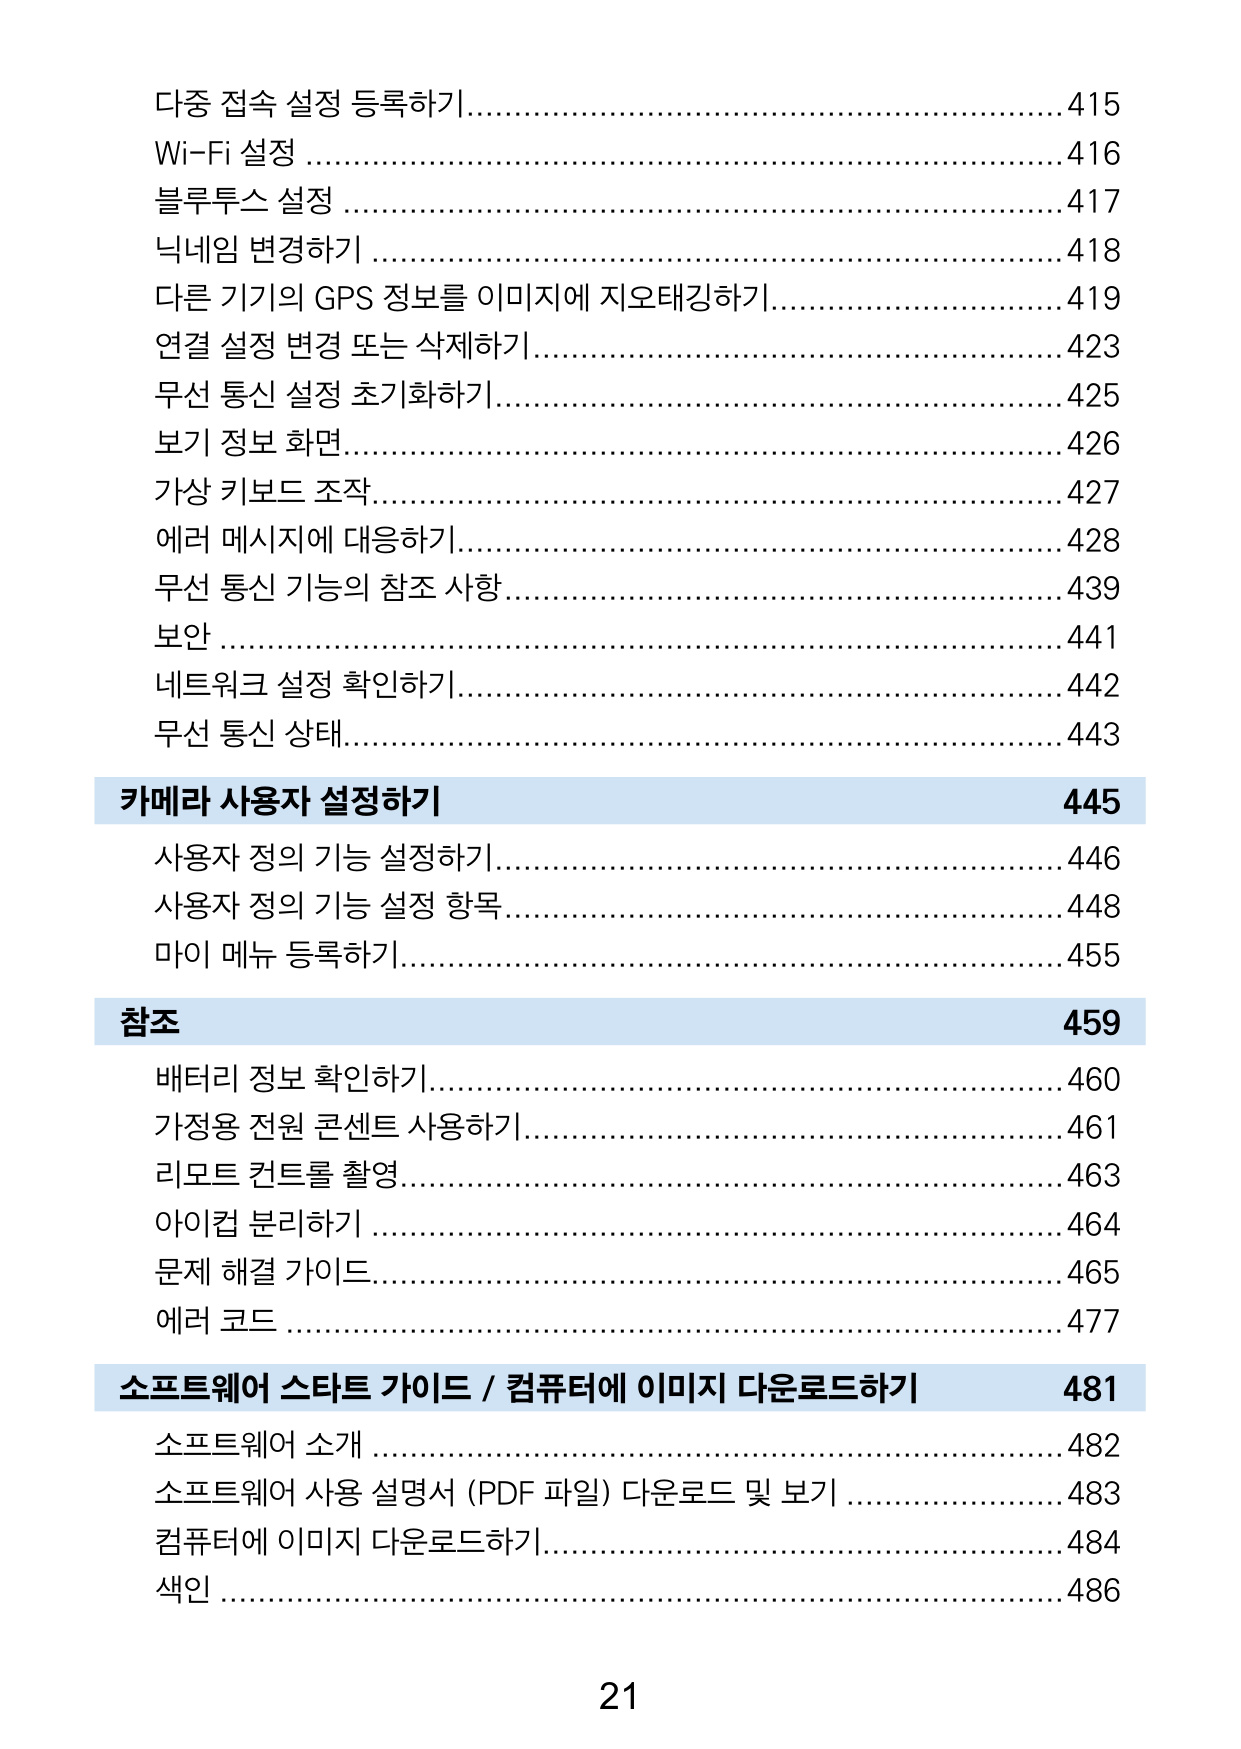 다중 접속 설정 등록하기..........415
Wi-Fi 설정 ..........416
블루투스 설정 ..........417
닉네임 변경하기 ..........418
다른 기기의 GPS 정보를 이미지에 지오태깅하기..........419
연결 설정 변경 또는 삭제하기..........423
무선 통신 설정 초기화하기..........425
보기 정보 화면..........426
가상 키보드 조작..........427
에러 메시지에 대응하기..........428
무선 통신 기능의 참조 사항..........439
보안 ..........441
네트워크 설정 확인하기..........442
무선 통신 상태..........443
카메라 사용자 설정하기 445
사용자 정의 기능 설정하기..........446
사용자 정의 기능 설정 항목..........448
마이 메뉴 등록하기..........455
참조 459
배터리 정보 확인하기..........460
가정용 전원 콘센트 사용하기..........461
리모트 컨트롤 촬영..........463
아이컵 분리하기 ..........464
문제 해결 가이드..........465
에러 코드 ..........477
소프트웨어 스타트 가이드 / 컴퓨터에 이미지 다운로드하기 481
소프트웨어 소개 ..........482
소프트웨어 사용 설명서 (PDF 파일) 다운로드 및 보기 ..........483
컴퓨터에 이미지 다운로드하기..........484
색인 ..........486
21